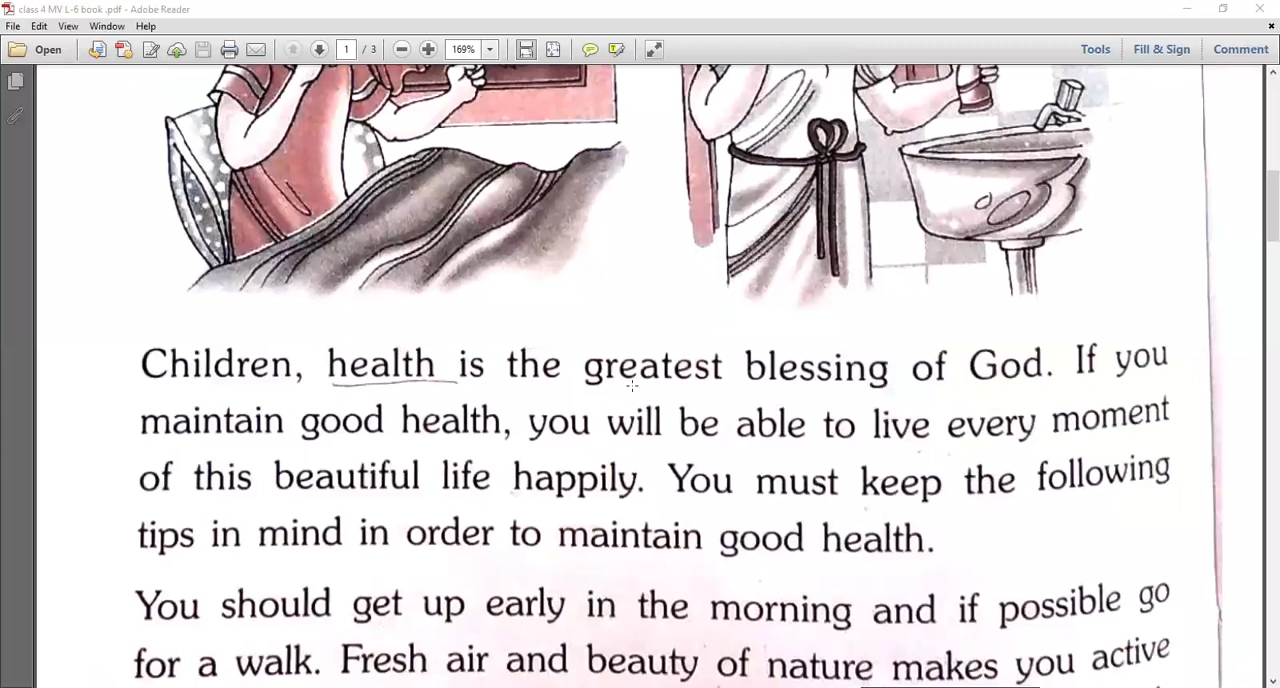 class 4 MV L-6 book .pdf - Adobe Reader
File Edit View Window Help
Open 1 / 3 169% Tools Fill & Sign Comment
Children, health is the greatest blessing of God. If you
maintain good health, you will be able to live every moment
of this beautiful life happily. You must keep the following
tips in mind in order to maintain good health.
You should get up early in the morning and if possible go
for a walk. Fresh air and beauty of nature makes you active